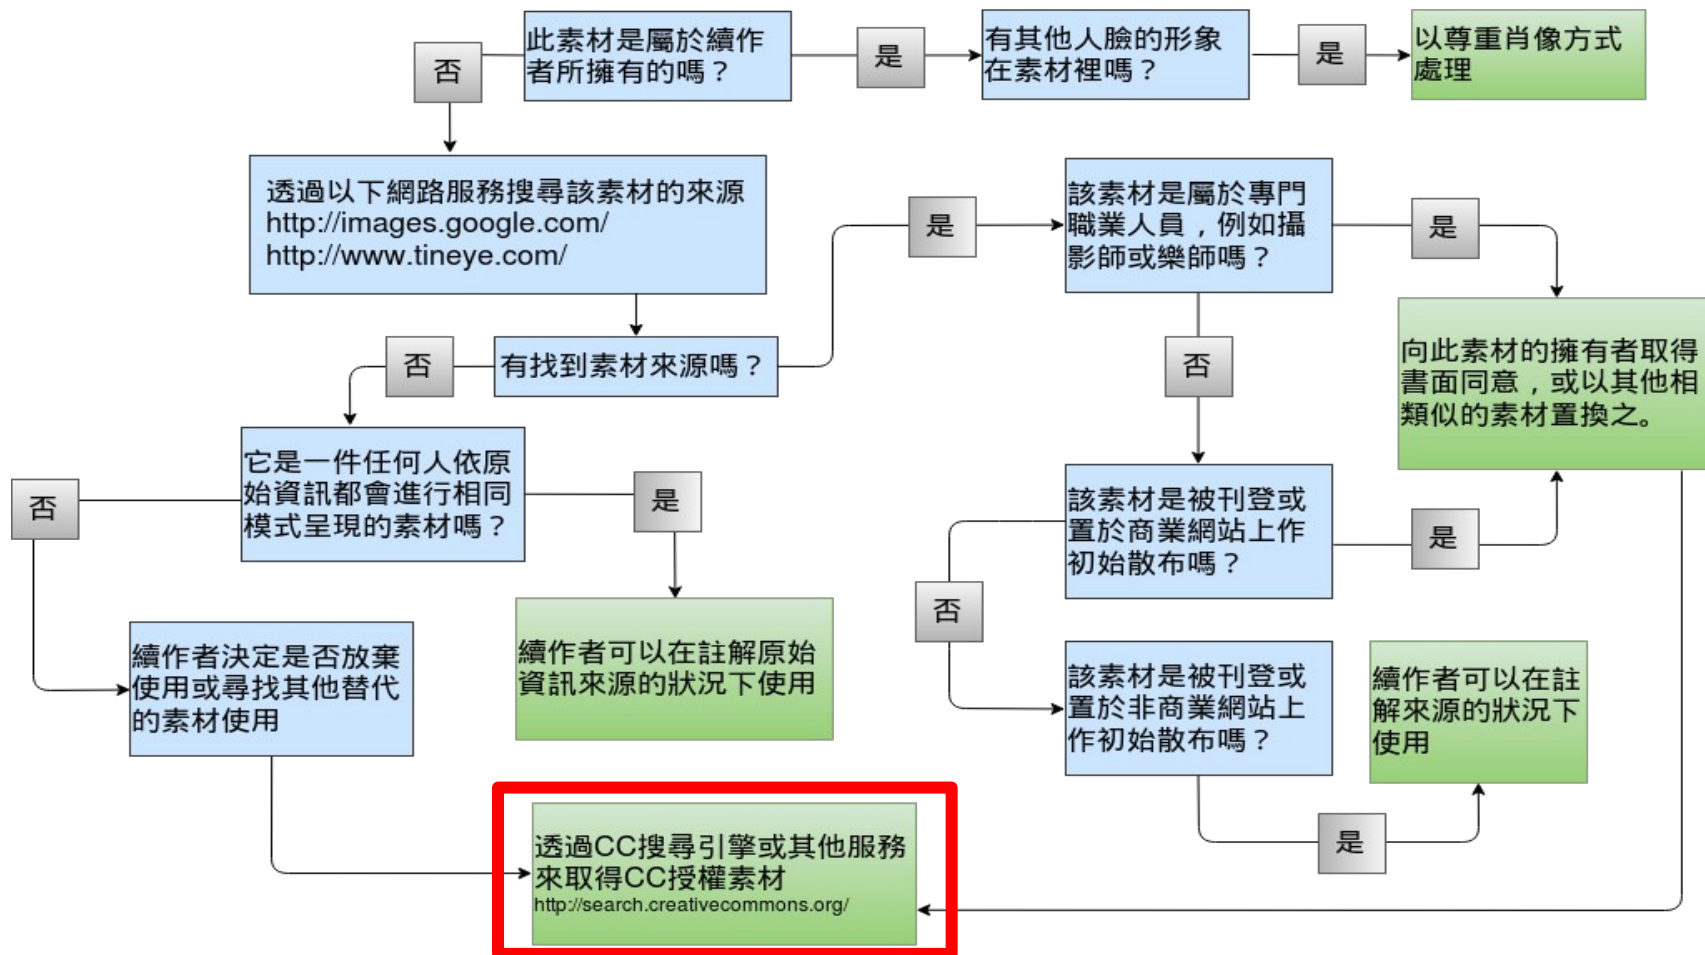 否
此素材是屬於續作
者所擁有的嗎？
是
有其他人臉的形象
在素材裡嗎？
是
以尊重肖像方式
處理
透過以下網路服務搜尋該素材的來源
http://images.google.com/
http://www.tineye.com/
是
該素材是屬於專門
職業人員，例如攝
影師或樂師嗎？
是
否
有找到素材來源嗎？
否
向此素材的擁有者取得
書面同意，或以其他相
類似的素材置換之。
否
它是一件任何人依原
始資訊都會進行相同
模式呈現的素材嗎？
是
該素材是被刊登或
置於商業網站上作
初始散布嗎？
是
否
續作者決定是否放棄
使用或尋找其他替代
的素材使用
續作者可以在註解原始
資訊來源的狀況下使用
該素材是被刊登或
置於非商業網站上
作初始散布嗎？
續作者可以在註
解來源的狀況下
使用
是
透過CC搜尋引擎或其他服務
來取得CC授權素材
http://search.creativecommons.org/